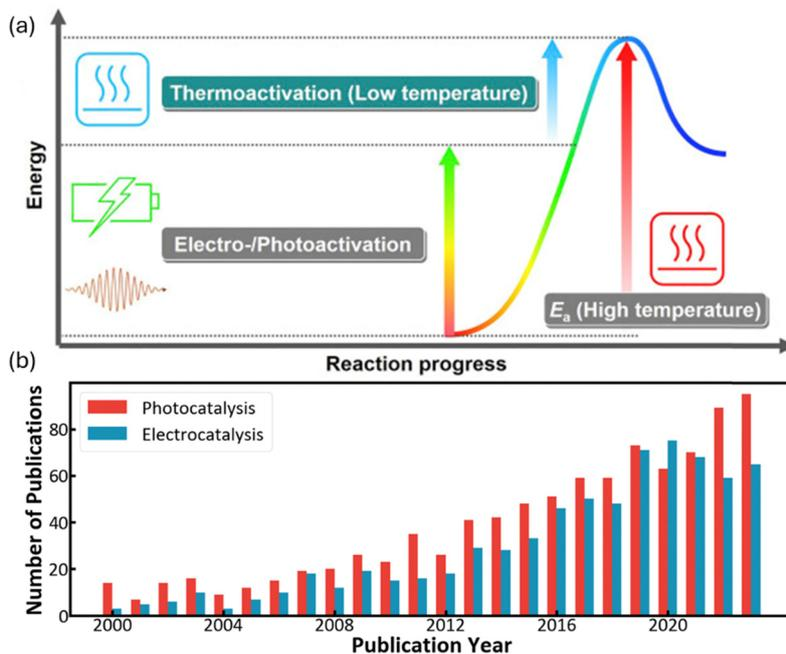 (a)
Thermoactivation (Low temperature)
Energy
Electro-/Photoactivation
Ea (High temperature)
Reaction progress
(b)
Number of Publications
80
60
40
20
0
Photocatalysis
Electrocatalysis
2000 2004 2008 2012 2016 2020
Publication Year